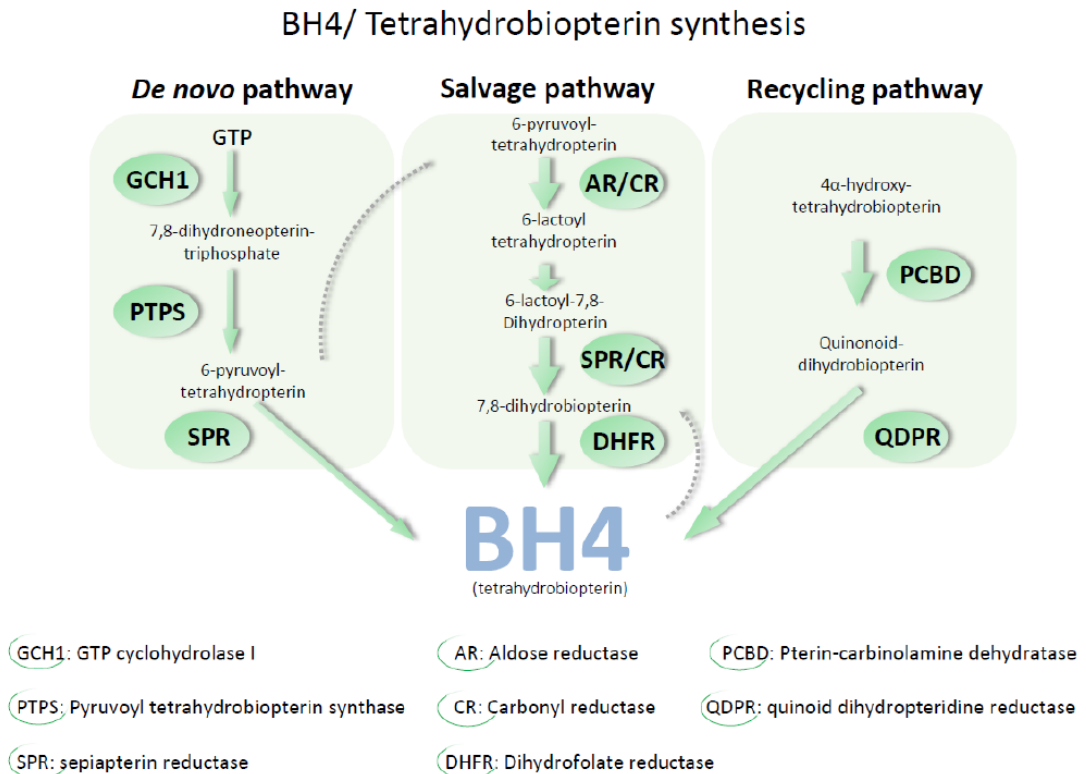 BH4/ Tetrahydrobiopterin synthesis
De novo pathway
GTP
GCH1
7,8-dihydroneopterin-
triphosphate
PTPS
6-pyruvoyl-
tetrahydropterin
SPR
Salvage pathway
6-pyruvoyl-
tetrahydropterin
AR/CR
6-lactoyl
tetrahydropterin
6-lactoyl-7,8-
Dihydropterin
SPR/CR
7,8-dihydrobiopterin
DHFR
Recycling pathway
4α-hydroxy-
tetrahydrobiopterin
PCBD
Quinonoid-
dihydrobiopterin
QDPR
BH4
(tetrahydrobiopterin)
GCH1: GTP cyclohydrolase I
PTPS: Pyruvoyl tetrahydrobiopterin synthase
SPR: sepiapterin reductase
AR: Aldose reductase
CR: Carbonyl reductase
DHFR: Dihydrofolate reductase
PCBD: Pterin-carbinolamine dehydratase
QDPR: quinoid dihydropteridine reductase